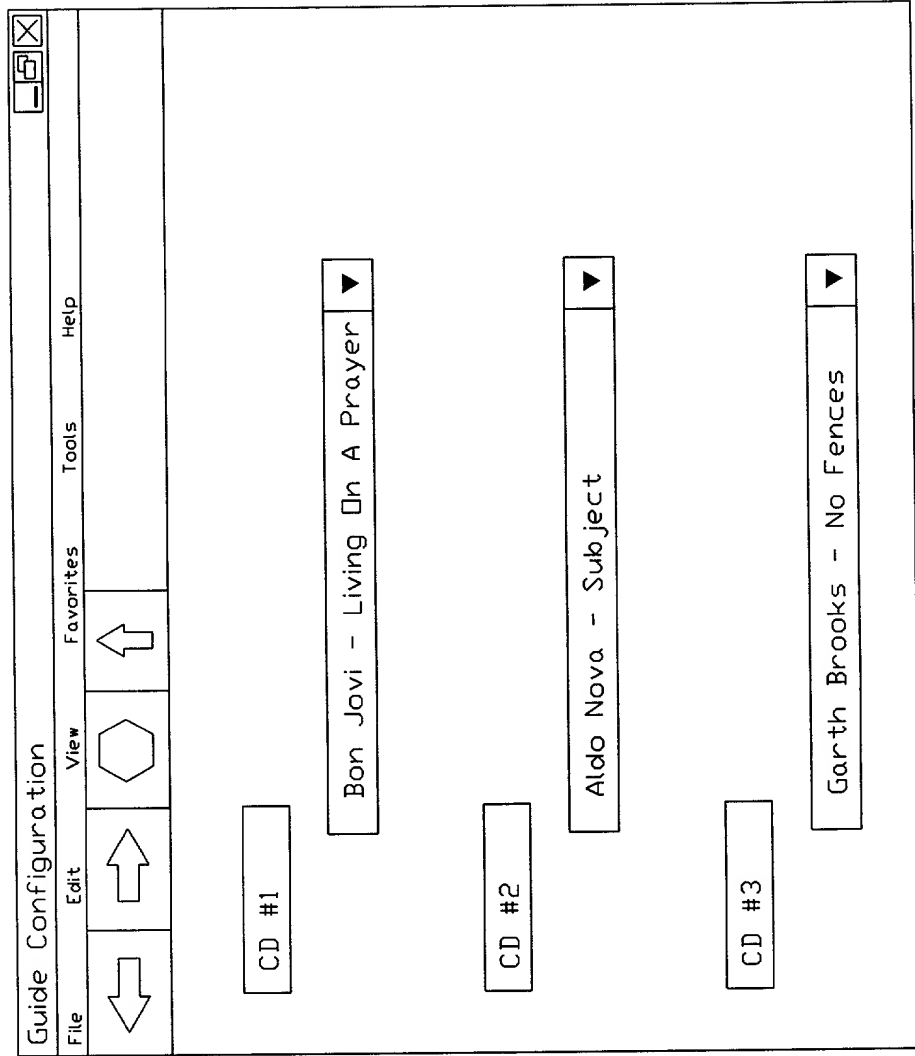 Guide Configuration
File Edit View Favorites Tools Help
CD #1
Bon Jovi - Living On A Prayer
CD #2
Aldo Nova - Subject
CD #3
Garth Brooks - No Fences